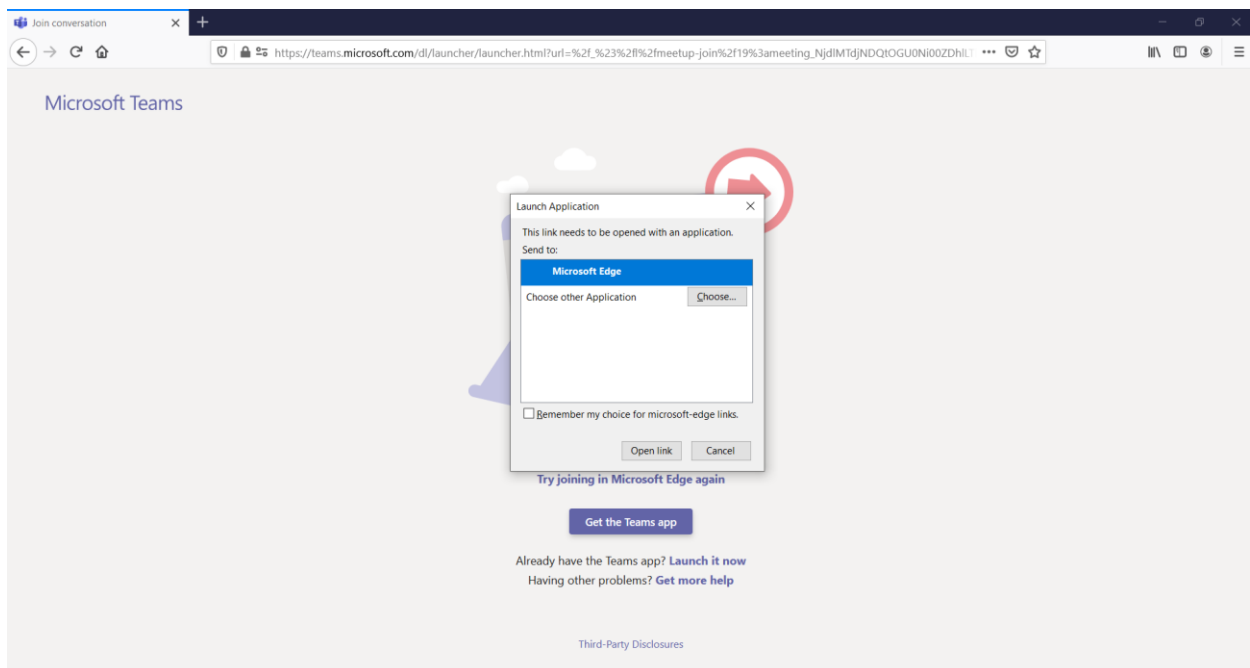 Join conversation
https://teams.microsoft.com/dl/launcher/launcher.html?url=%2f_%23%2fl%2fmeetup-join%2f19%3ameeting_
Microsoft Teams
Launch Application
This link needs to be opened with an application.
Send to:
Microsoft Edge
Choose other Application
Choose...
Remember my choice for microsoft-edge links.
Open link
Cancel
Try joining in Microsoft Edge again
Get the Teams app
Already have the Teams app? Launch it now
Having other problems? Get more help
Third-Party Disclosures